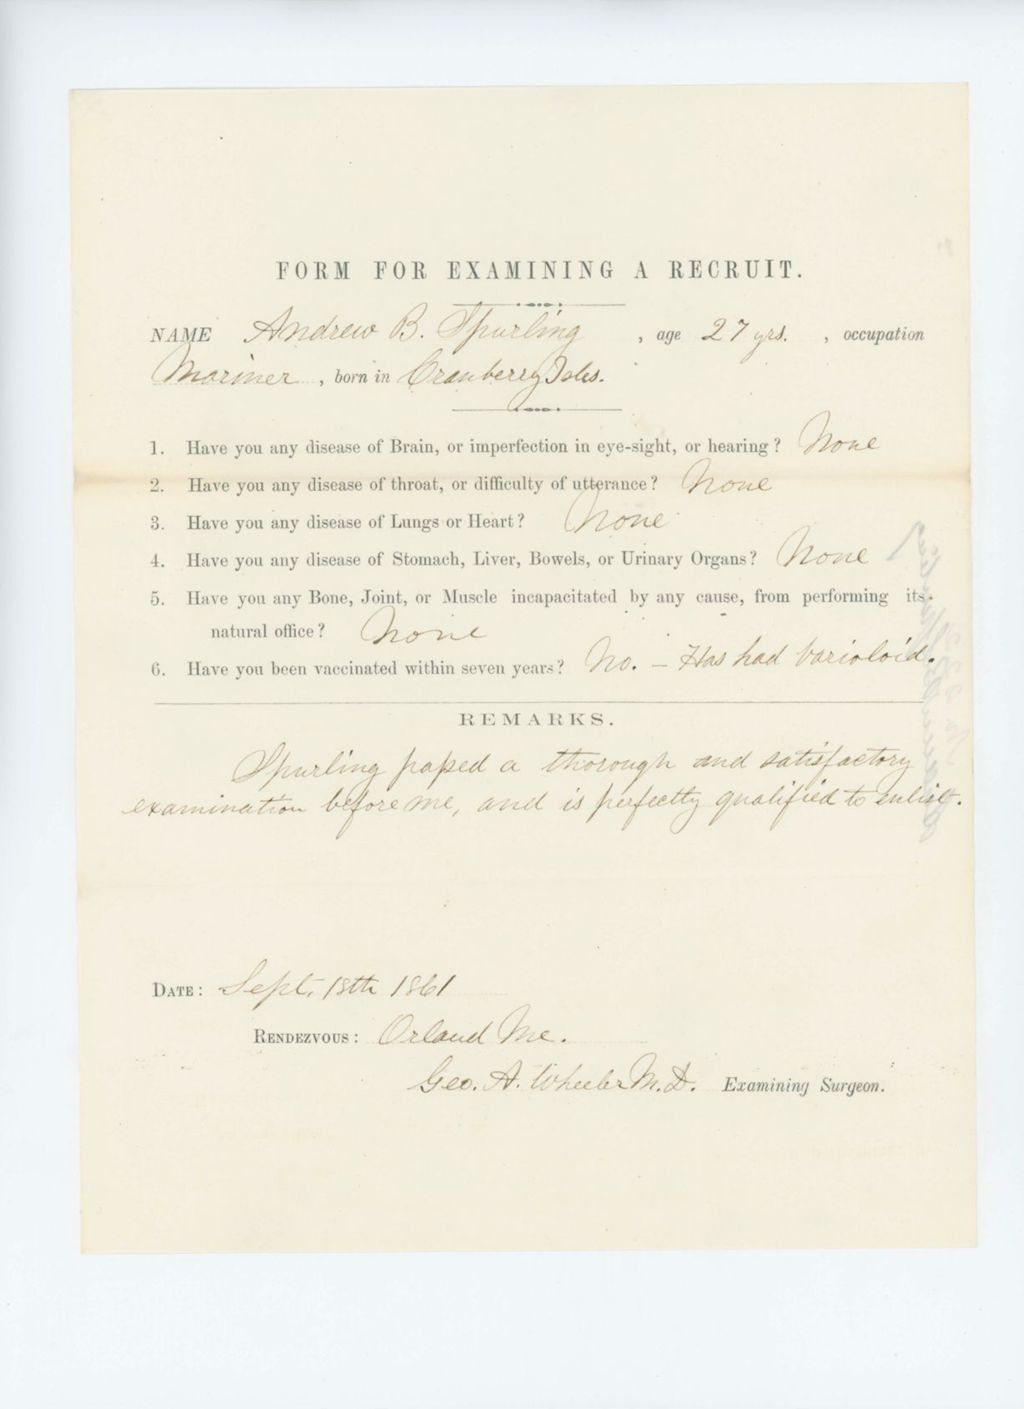 FORM FOR EXAMINING A RECRUIT.
NAME Andrew B. Spurling, age 27 yrs., occupation
Mariner, born in Cranberry Isles.
1. Have you any disease of Brain, or imperfection in eye-sight, or hearing? None
2. Have you any disease of throat, or difficulty of utterance? None
3. Have you any disease of Lungs or Heart? None
4. Have you any disease of Stomach, Liver, Bowels, or Urinary Organs? None
5. Have you any Bone, Joint, or Muscle incapacitated by any cause, from performing its
natural office? None
6. Have you been vaccinated within seven years? No. – Has had varioloid.
REMARKS.
Spurling passed a thorough and satisfactory
examination before me, and is perfectly qualified to enlist.
DATE: Sept. 18th 1861
RENDEZVOUS: Orland Me.
Geo. A. Wheeler M.D. Examining Surgeon.